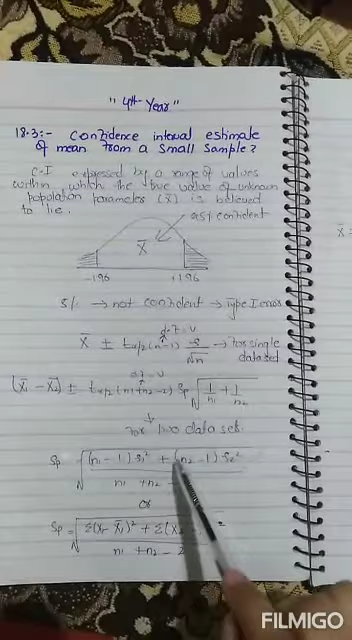 "4th-Year"
18.3:- Confidence interval estimate
of mean from a small sample?
C.I expressed by a range of values
within which the true value of unknown
population parameters (X̄) is believed
to lie.
95% confident
X̄
-1.96 +1.96
5% → not confident → Type I error
d.f = v
X̄ ± tα/2(n-1) s/√n → for single
data set
d.f = v
(X̄₁ - X̄₂) ± tα/2(n₁+n₂-2) Sp √(1/n₁ + 1/n₂)
for two data set
Sp √((n₁ - 1) S₁² + (n₂ - 1) S₂²
n₁ + n₂
or
Sp = √(Σ(X₁ - X̄₁)² + Σ(X₂ - ²
n₁ + n₂ - 2
X̄ =
FILMIGO